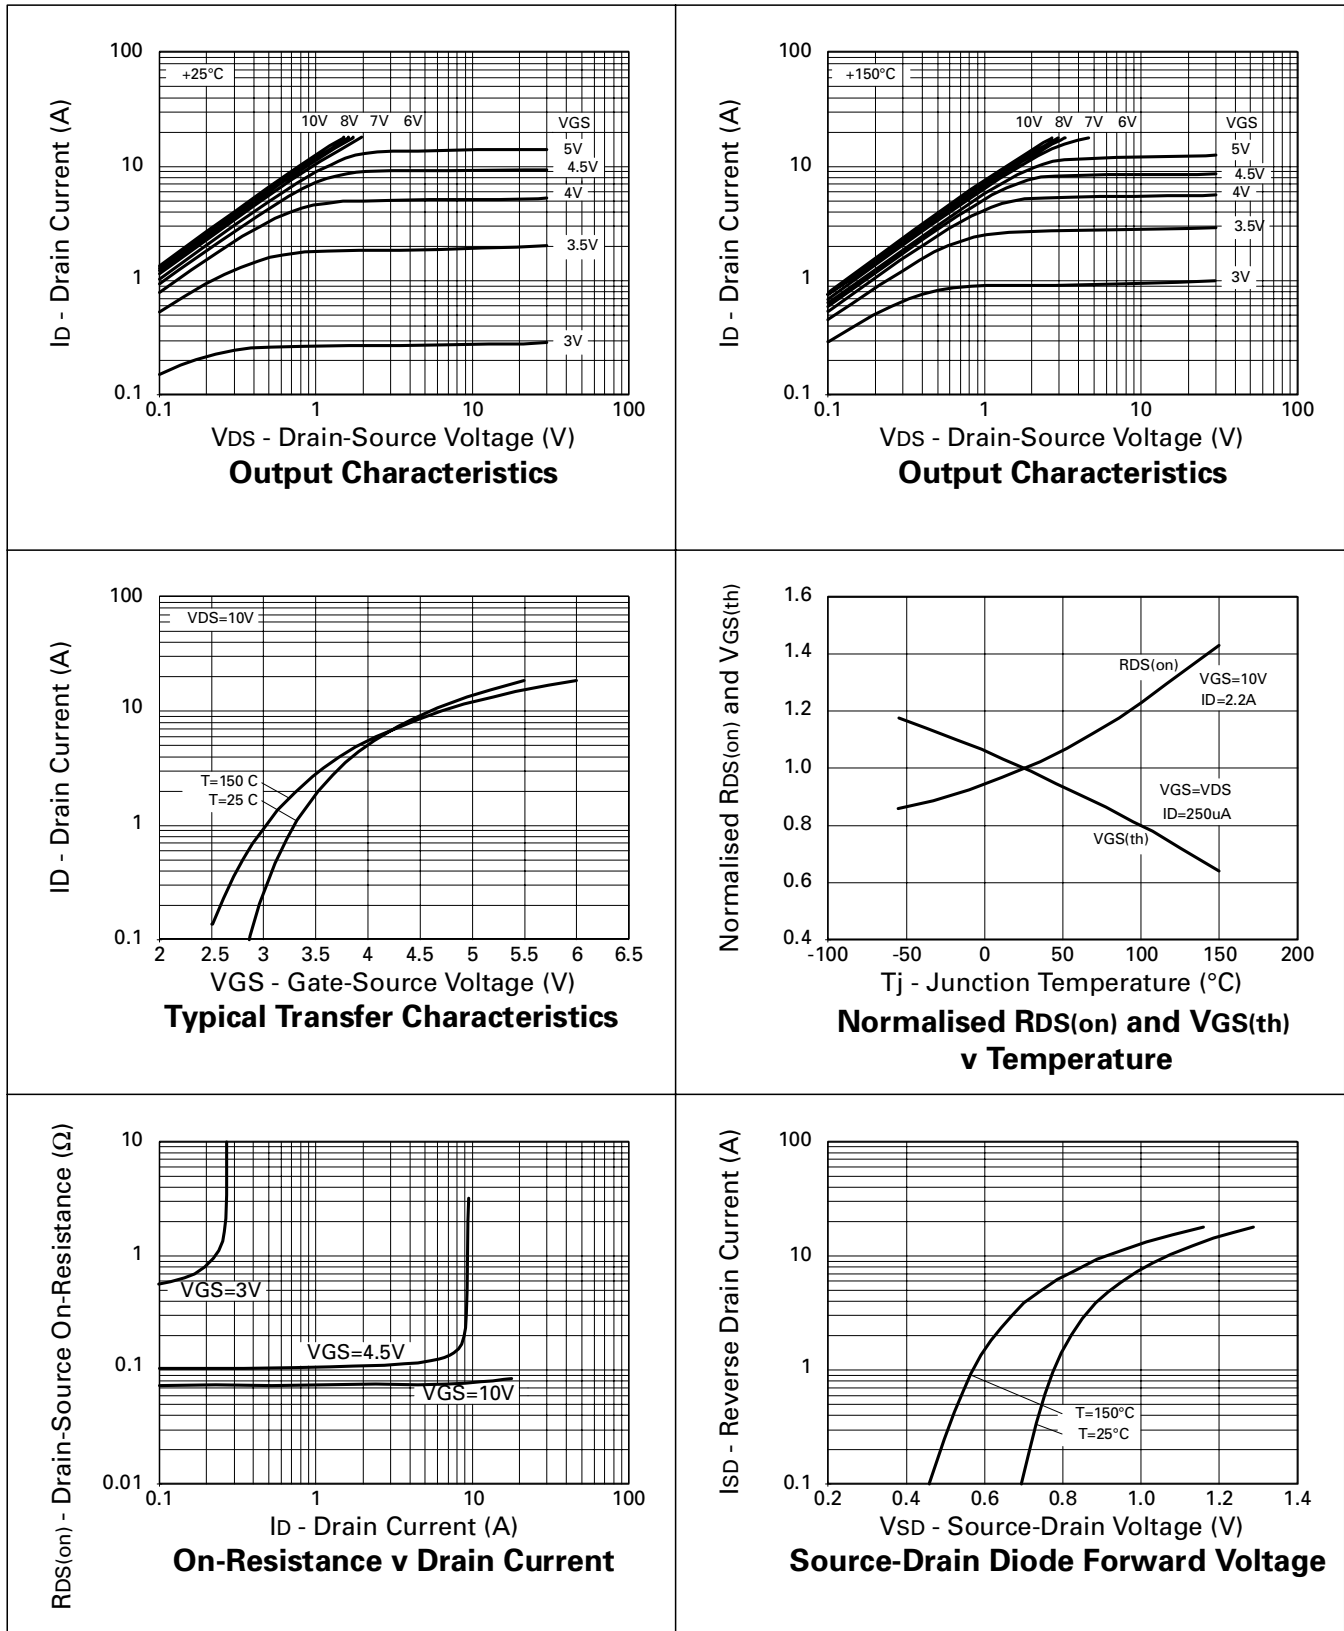 100
10
1
0.1
ID - Drain Current (A)
+25°C
10V 8V 7V 6V
VGS
5V
4.5V
4V
3.5V
3V
0.1 1 10 100
VDS - Drain-Source Voltage (V)
Output Characteristics
100
10
1
0.1
ID - Drain Current (A)
+150°C
10V 8V 7V 6V
VGS
5V
4.5V
4V
3.5V
3V
0.1 1 10 100
VDS - Drain-Source Voltage (V)
Output Characteristics
100
10
1
0.1
ID - Drain Current (A)
VDS=10V
T=150 C
T=25 C
2 2.5 3 3.5 4 4.5 5 5.5 6 6.5
VGS - Gate-Source Voltage (V)
Typical Transfer Characteristics
1.6
1.4
1.2
1.0
0.8
0.6
0.4
Normalised RDS(on) and VGS(th)
RDS(on)
VGS=10V
ID=2.2A
VGS=VDS
ID=250uA
VGS(th)
-100 -50 0 50 100 150 200
Tj - Junction Temperature (°C)
Normalised RDS(on) and VGS(th)
v Temperature
10
1
0.1
0.01
RDS(on) - Drain-Source On-Resistance (Ω)
VGS=3V
VGS=4.5V
VGS=10V
0.1 1 10 100
ID - Drain Current (A)
On-Resistance v Drain Current
100
10
1
0.1
ISD - Reverse Drain Current (A)
T=150°C
T=25°C
0.2 0.4 0.6 0.8 1.0 1.2 1.4
VSD - Source-Drain Voltage (V)
Source-Drain Diode Forward Voltage